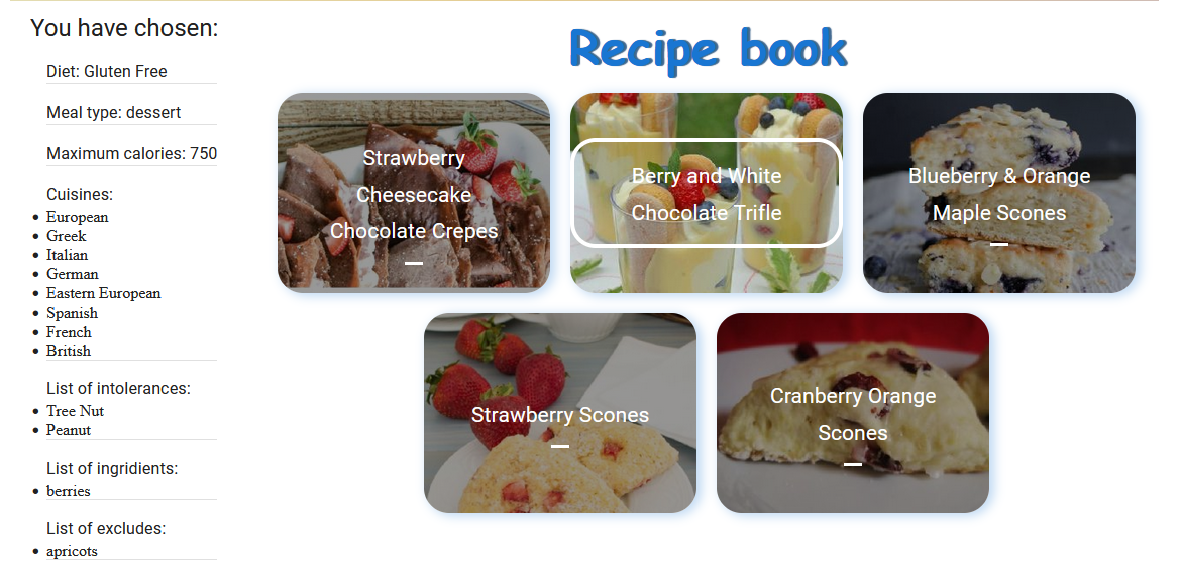 You have chosen:
Diet: Gluten Free
Meal type: dessert
Maximum calories: 750
Cuisines:
European
Greek
Italian
German
Eastern European
Spanish
French
British
List of intolerances:
Tree Nut
Peanut
List of ingridients:
berries
List of excludes:
apricots
Recipe book
Strawberry
Cheesecake
Chocolate Crepes
Berry and White
Chocolate Trifle
Blueberry & Orange
Maple Scones
Strawberry Scones
Cranberry Orange
Scones